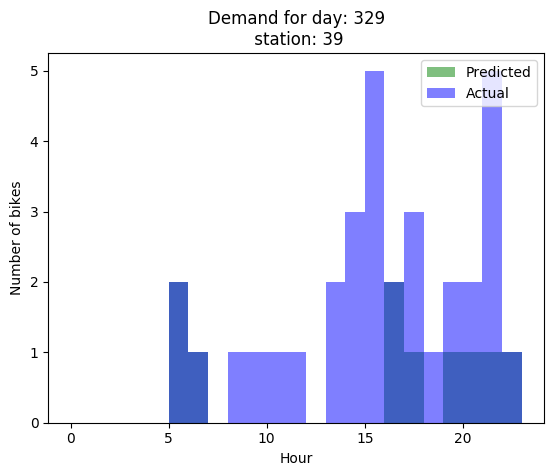 Demand for day: 329
station: 39
Predicted
Actual
Number of bikes
5
4
3
2
1
0
0 5 10 15 20
Hour